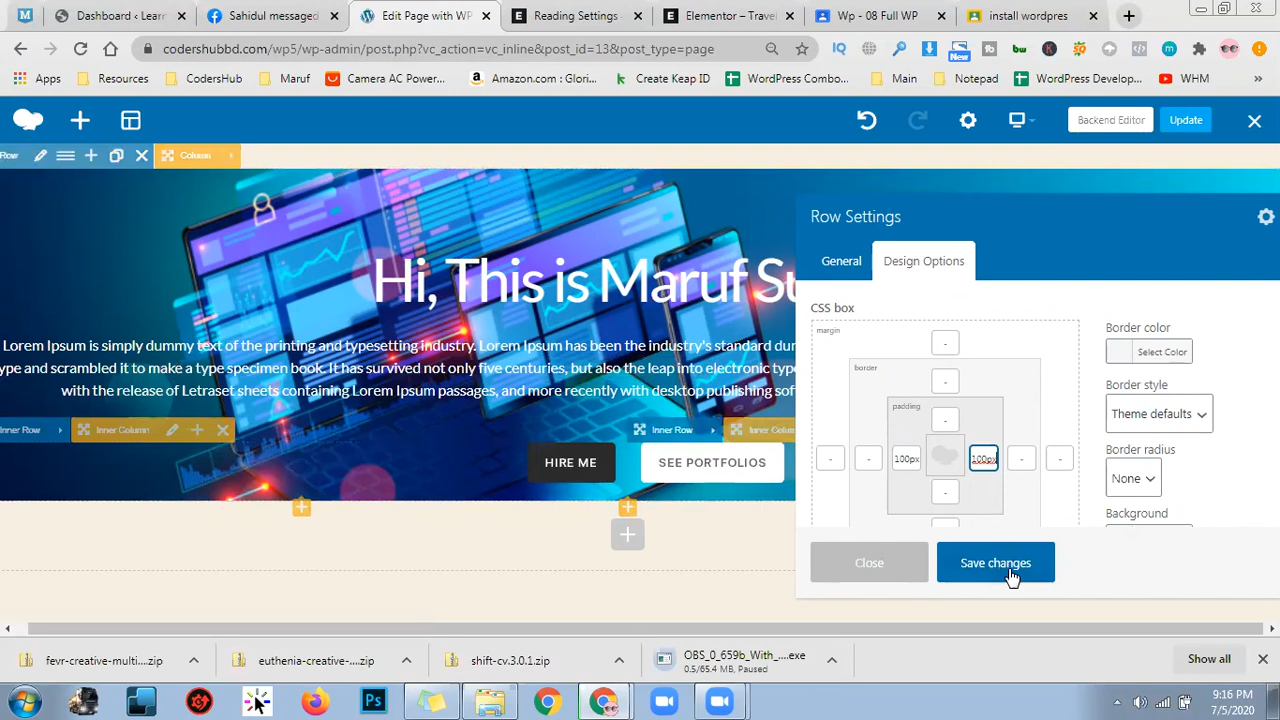 Dashboard ‹ Learn
Sahidul messaged
Edit Page with WP
Reading Settings
Elementor – Trave
Wp - 08 Full WP
install wordpres
codershubbd.com/wp5/wp-admin/post.php?vc_action=vc_inline&post_id=13&post_type=page
Apps
Resources
CodersHub
Maruf
Camera AC Powe...
Amazon.com: Glori...
Create Keap ID
WordPress Combo...
Main
Notepad
WordPress Develop...
WHM
Backend Editor
Update
Row
Column
Row Settings
General
Design Options
Hi, This is Maruf Su
Lorem Ipsum is simply dummy text of the printing and typesetting industry. Lorem Ipsum has been the industry's standard dum
ype and scrambled it to make a type specimen book. It has survived not only five centuries, but also the leap into electronic type
with the release of Letraset sheets containing Lorem Ipsum passages, and more recently with desktop publishing sof
Inner Row
Inner Column
Inner Row
Inner Colu
HIRE ME
SEE PORTFOLIOS
CSS box
margin
-
border
-
padding
-
- - 100px 100px - -
-
Border color
Select Color
Border style
Theme defaults
Border radius
None
Background
Close
Save changes
fevr-creative-multi....zip
euthenia-creative-....zip
shift-cv.3.0.1.zip
OBS_0_659b_With_....exe
0.5/65.4 MB, Paused
Show all
9:16 PM
7/5/2020